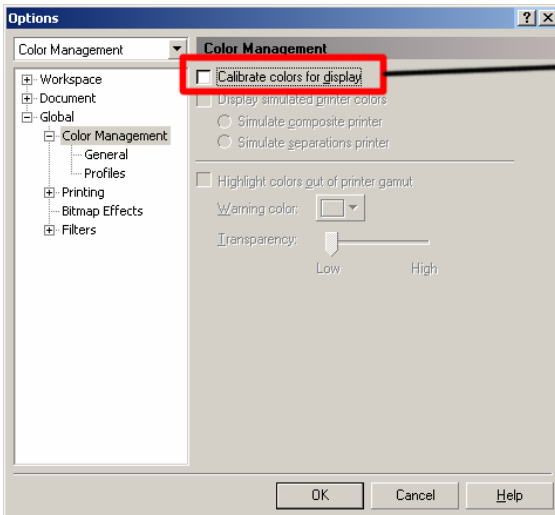 Options
Color Management
Color Management
Workspace
Document
Global
Color Management
General
Profiles
Printing
Bitmap Effects
Filters
Calibrate colors for display
Display simulated printer colors
Simulate composite printer
Simulate separations printer
Highlight colors out of printer gamut
Warning color:
Transparency:
Low High
OK Cancel Help